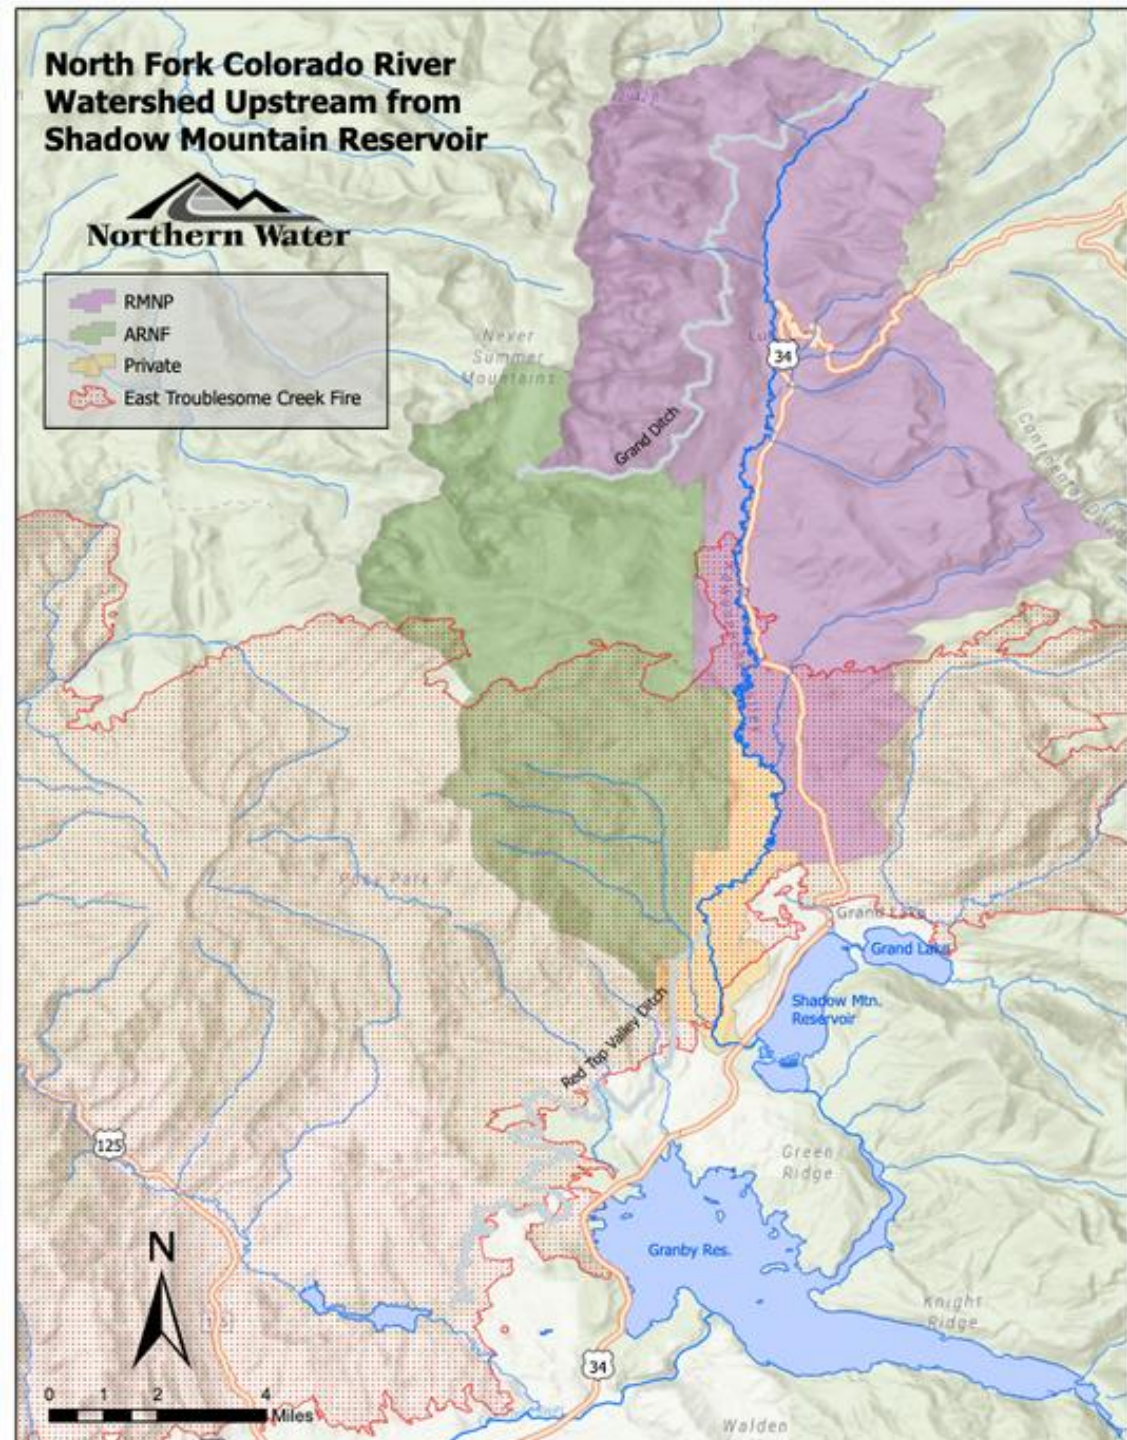 North Fork Colorado River
Watershed Upstream from
Shadow Mountain Reservoir
Northern Water
RMNP
ARNF
Private
East Troublesome Creek Fire
Never
Summer
Mountains
34
Grand Ditch
Continental
Grand Lake
Grand Lake
Shadow Mtn.
Reservoir
Red Top Valley Ditch
125
Green
Ridge
Granby Res.
Knight
Ridge
N
34
0 1 2 4
Miles
Walden